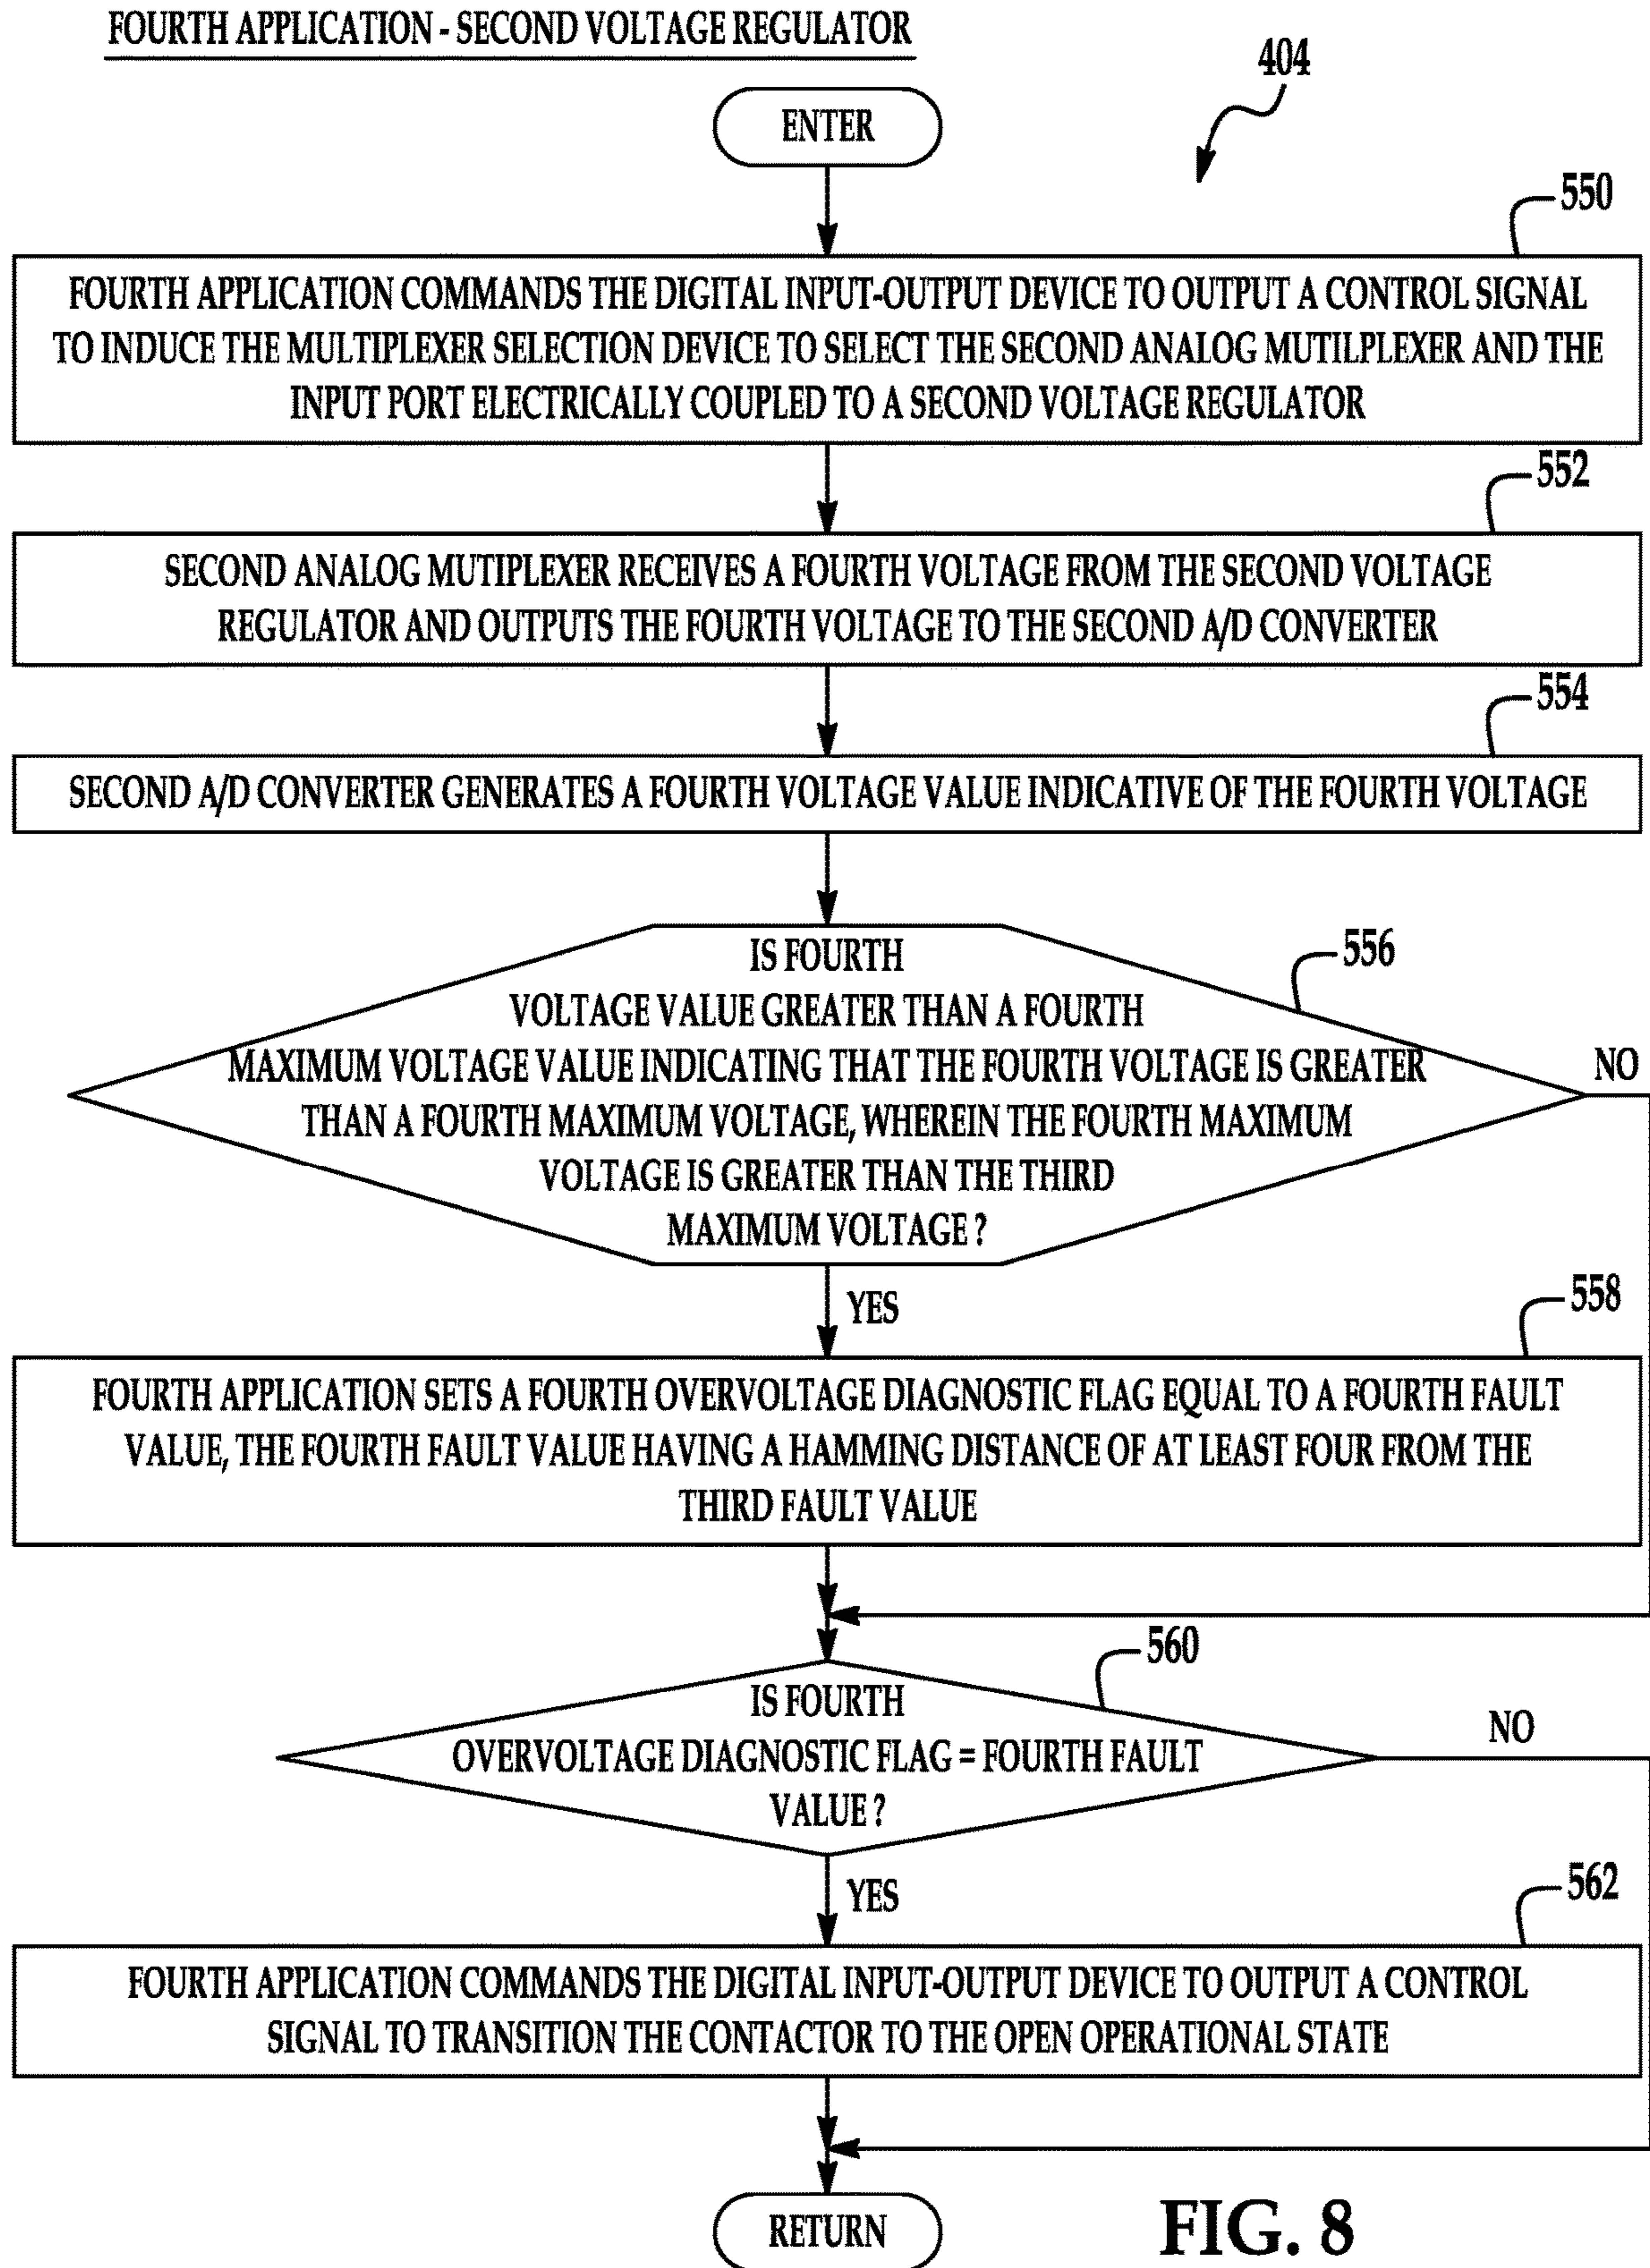 FOURTH APPLICATION - SECOND VOLTAGE REGULATOR
404
ENTER
550
FOURTH APPLICATION COMMANDS THE DIGITAL INPUT-OUTPUT DEVICE TO OUTPUT A CONTROL SIGNAL
TO INDUCE THE MULTIPLEXER SELECTION DEVICE TO SELECT THE SECOND ANALOG MUTILPLEXER AND THE
INPUT PORT ELECTRICALLY COUPLED TO A SECOND VOLTAGE REGULATOR
552
SECOND ANALOG MUTIPLEXER RECEIVES A FOURTH VOLTAGE FROM THE SECOND VOLTAGE
REGULATOR AND OUTPUTS THE FOURTH VOLTAGE TO THE SECOND A/D CONVERTER
554
SECOND A/D CONVERTER GENERATES A FOURTH VOLTAGE VALUE INDICATIVE OF THE FOURTH VOLTAGE
556
IS FOURTH
VOLTAGE VALUE GREATER THAN A FOURTH
MAXIMUM VOLTAGE VALUE INDICATING THAT THE FOURTH VOLTAGE IS GREATER
THAN A FOURTH MAXIMUM VOLTAGE, WHEREIN THE FOURTH MAXIMUM
VOLTAGE IS GREATER THAN THE THIRD
MAXIMUM VOLTAGE ?
NO
YES
558
FOURTH APPLICATION SETS A FOURTH OVERVOLTAGE DIAGNOSTIC FLAG EQUAL TO A FOURTH FAULT
VALUE, THE FOURTH FAULT VALUE HAVING A HAMMING DISTANCE OF AT LEAST FOUR FROM THE
THIRD FAULT VALUE
560
IS FOURTH
OVERVOLTAGE DIAGNOSTIC FLAG = FOURTH FAULT
VALUE ?
NO
YES
562
FOURTH APPLICATION COMMANDS THE DIGITAL INPUT-OUTPUT DEVICE TO OUTPUT A CONTROL
SIGNAL TO TRANSITION THE CONTACTOR TO THE OPEN OPERATIONAL STATE
RETURN
FIG. 8